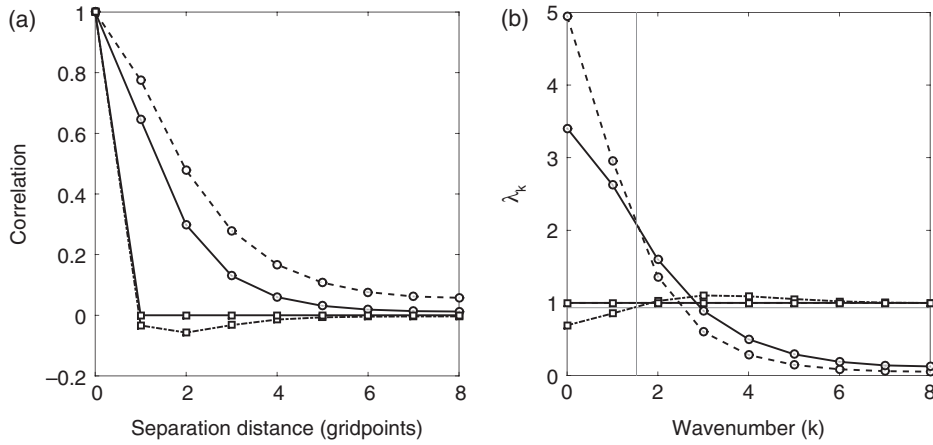 (a)
1
0.8
0.6
0.4
0.2
0
−0.2
Correlation
0 2 4 6 8
Separation distance (gridpoints)
(b)
5
4
3
2
1
0
λk
0 2 4 6 8
Wavenumber (k)